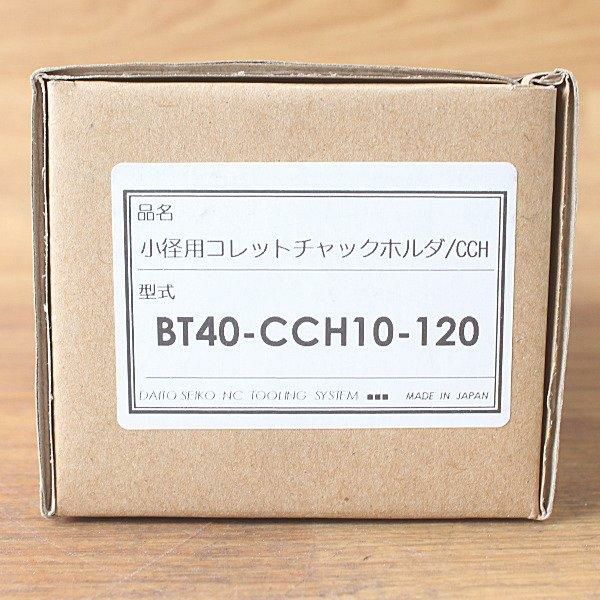 品名
小径用コレットチャックホルダ/CCH
型式
BT40-CCH10-120
DAITO SEIKO NC TOOLING SYSTEM ■■■ MADE IN JAPAN